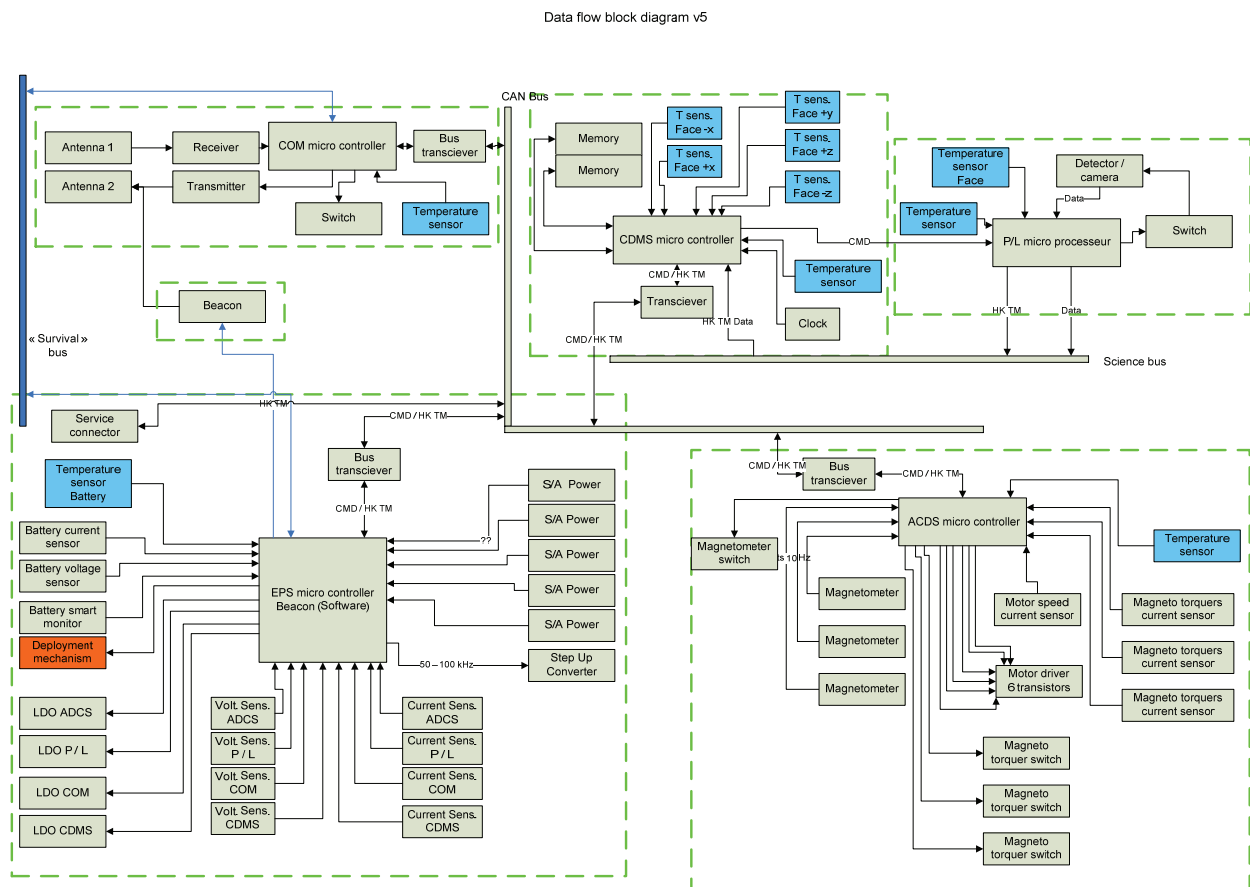 Data flow block diagram v5
CAN Bus
Antenna 1
Receiver
COM micro controller
Bus
transciever
Antenna 2
Transmitter
Switch
Temperature
sensor
Beacon
« Survival »
bus
Memory
Memory
T sens.
Face -x
T sens.
Face +x
T sens.
Face +y
T sens.
Face +z
T sens.
Face -z
CDMS micro controller
CMD
CMD / HK TM
Temperature
sensor
Transciever
HK TM Data
Clock
CMD / HK TM
Temperature
sensor
Face
Detector /
camera
Data
Temperature
sensor
P/L micro processeur
Switch
HK TM
Data
Science bus
HK TM
Service
connector
CMD / HK TM
Bus
transciever
CMD / HK TM
Temperature
sensor
Battery
Battery current
sensor
Battery voltage
sensor
Battery smart
monitor
Deployment
mechanism
EPS micro controller
Beacon (Software)
S/A Power
S/A Power
??
S/A Power
S/A Power
S/A Power
50 – 100 kHz
Step Up
Converter
LDO ADCS
LDO P / L
LDO COM
LDO CDMS
Volt. Sens.
ADCS
Volt. Sens.
P / L
Volt. Sens.
COM
Volt. Sens.
CDMS
Current Sens.
ADCS
Current Sens.
P / L
Current Sens.
COM
Current Sens.
CDMS
CMD / HK TM
Bus
transciever
CMD / HK TM
ACDS micro controller
Magnetometer
switch
ts 10 Hz
Temperature
sensor
Magnetometer
Magnetometer
Magnetometer
Motor speed
current sensor
Magneto torquers
current sensor
Magneto torquers
current sensor
Magneto torquers
current sensor
Motor driver
6 transistors
Magneto
torquer switch
Magneto
torquer switch
Magneto
torquer switch